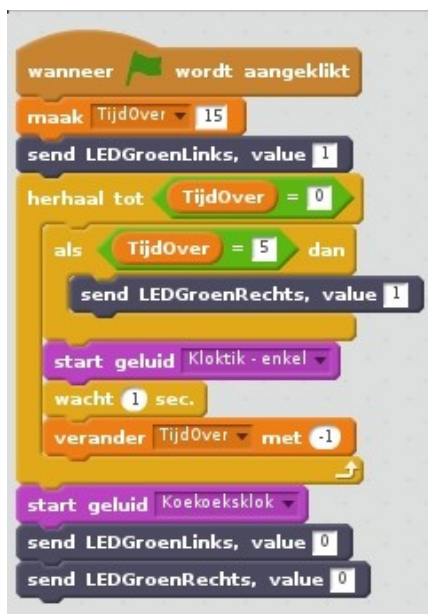 wanneer wordt aangeklikt
maak TijdOver 15
send LEDGroenLinks, value 1
herhaal tot TijdOver = 0
als TijdOver = 5 dan
send LEDGroenRechts, value 1
start geluid Kloktik - enkel
wacht 1 sec.
verander TijdOver met -1
start geluid Koekoeksklok
send LEDGroenLinks, value 0
send LEDGroenRechts, value 0